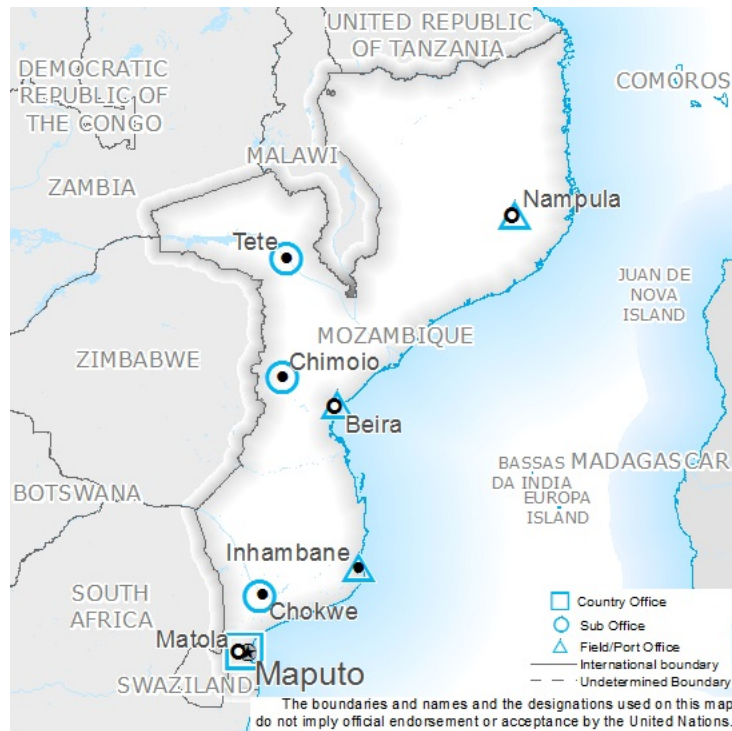 UNITED REPUBLIC
OF TANZANIA
DEMOCRATIC
REPUBLIC OF
THE CONGO
COMOROS
MALAWI
ZAMBIA
Nampula
Tete
JUAN DE
NOVA
ISLAND
MOZAMBIQUE
ZIMBABWE
Chimoio
Beira
BASSAS
DA INDIA
MADAGASCAR
EUROPA
ISLAND
BOTSWANA
Inhambane
SOUTH
AFRICA
Chokwe
Matola
Maputo
SWAZILAND
Country Office
Sub Office
Field/Port Office
International boundary
Undetermined Boundary
The boundaries and names and the designations used on this map
do not imply official endorsement or acceptance by the United Nations.